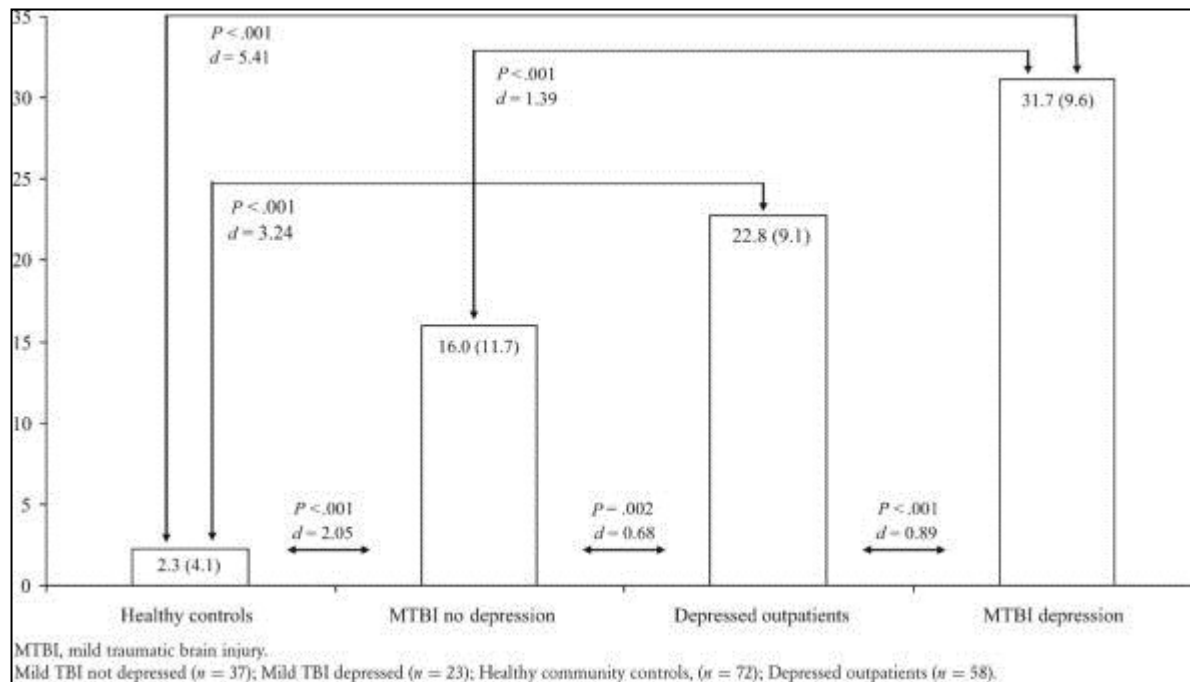 35
P < .001
d = 5.41
P < .001
d = 1.39
30
31.7 (9.6)
25
P < .001
d = 3.24
22.8 (9.1)
20
15
16.0 (11.7)
10
5
P < .001
d = 2.05
P = .002
d = 0.68
P < .001
d = 0.89
2.3 (4.1)
0
Healthy controls
MTBI no depression
Depressed outpatients
MTBI depression
MTBI, mild traumatic brain injury.
Mild TBI not depressed (n = 37); Mild TBI depressed (n = 23); Healthy community controls, (n = 72); Depressed outpatients (n = 58).